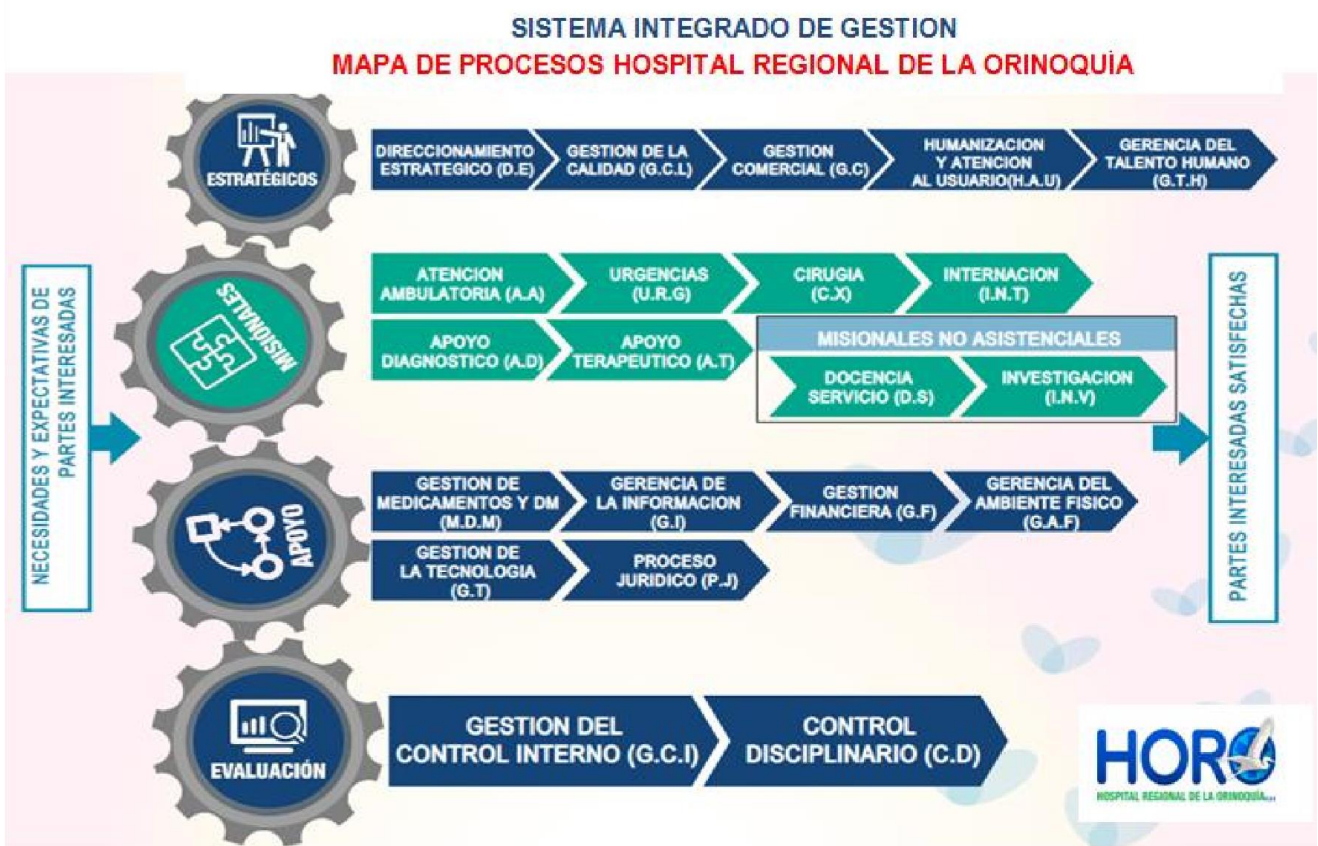 SISTEMA INTEGRADO DE GESTION
MAPA DE PROCESOS HOSPITAL REGIONAL DE LA ORINOQUÍA
NECESIDADES Y EXPECTATIVAS DE
PARTES INTERESADAS
ESTRATÉGICOS
DIRECCIONAMIENTO
ESTRATEGICO (D.E)
GESTION DE LA
CALIDAD (G.C.L)
GESTION
COMERCIAL (G.C)
HUMANIZACION
Y ATENCION
AL USUARIO(H.A.U)
GERENCIA DEL
TALENTO HUMANO
(G.T.H)
MISIONALES
ATENCION
AMBULATORIA (A.A)
URGENCIAS
(U.R.G)
CIRUGIA
(C.X)
INTERNACION
(I.N.T)
APOYO
DIAGNOSTICO (A.D)
APOYO
TERAPEUTICO (A.T)
MISIONALES NO ASISTENCIALES
DOCENCIA
SERVICIO (D.S)
INVESTIGACION
(I.N.V)
APOYO
GESTION DE
MEDICAMENTOS Y DM
(M.D.M)
GERENCIA DE
LA INFORMACION
(G.I)
GESTION
FINANCIERA (G.F)
GERENCIA DEL
AMBIENTE FISICO
(G.A.F)
GESTION DE
LA TECNOLOGIA
(G.T)
PROCESO
JURIDICO (P.J)
EVALUACIÓN
GESTION DEL
CONTROL INTERNO (G.C.I)
CONTROL
DISCIPLINARIO (C.D)
PARTES INTERESADAS SATISFECHAS
HORO
HOSPITAL REGIONAL DE LA ORINOQUÍA